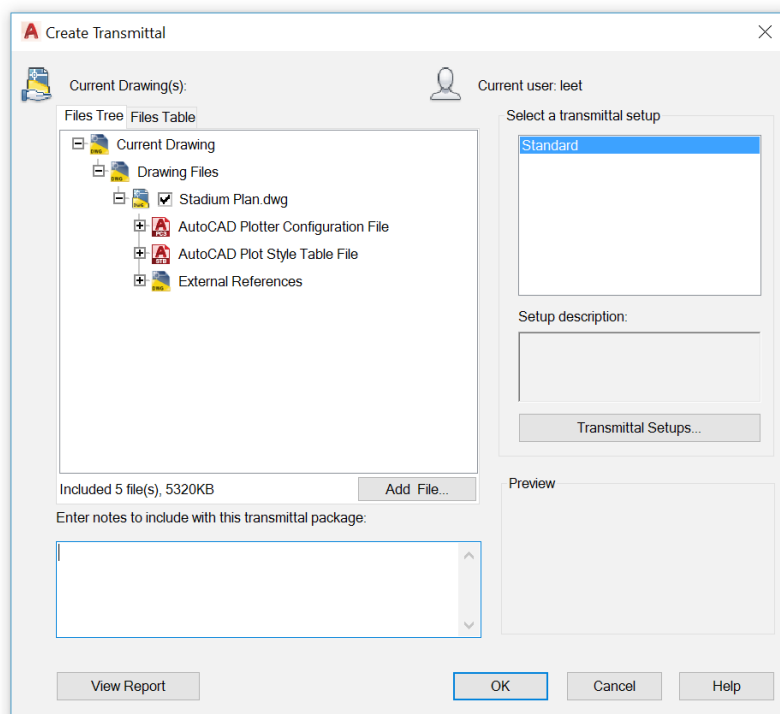 Create Transmittal
Current Drawing(s):
Current user: leet
Files Tree
Files Table
Select a transmittal setup
Current Drawing
Standard
Drawing Files
Stadium Plan.dwg
AutoCAD Plotter Configuration File
AutoCAD Plot Style Table File
External References
Setup description:
Transmittal Setups...
Included 5 file(s), 5320KB
Add File...
Preview
Enter notes to include with this transmittal package:
View Report
OK
Cancel
Help